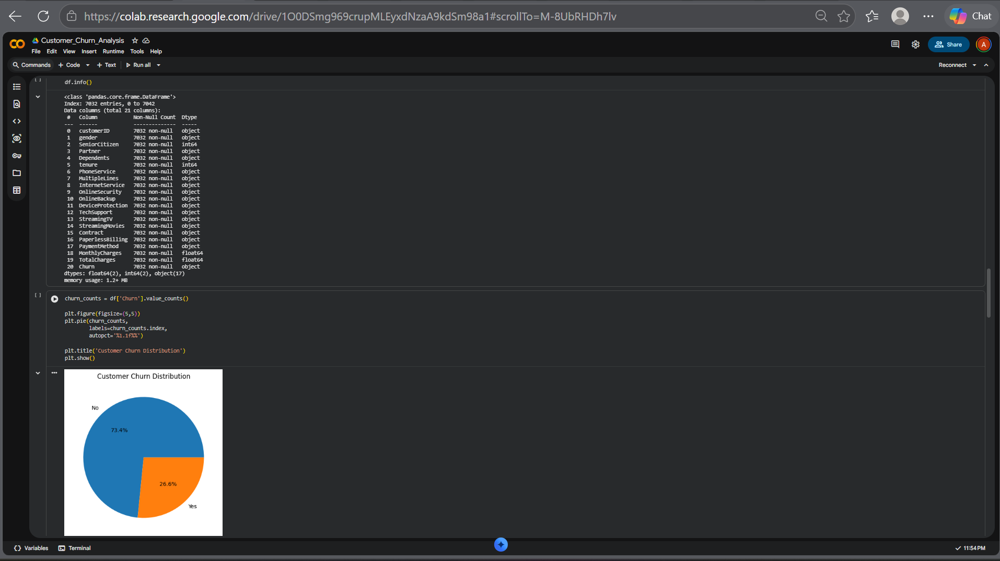 https://colab.research.google.com/drive/1O0DSmg969crupMLEyxdNzaA9kdSm98a1#scrollTo=M-8UbRHDh7lv
Chat
Customer_Churn_Analysis
File Edit View Insert Runtime Tools Help
Share
A
Commands + Code + Text Run all
Reconnect
[ ] df.info()
<class 'pandas.core.frame.DataFrame'>
Index: 7032 entries, 0 to 7042
Data columns (total 21 columns):
 #   Column            Non-Null Count  Dtype
---  ------            --------------  -----
 0   customerID        7032 non-null   object
 1   gender            7032 non-null   object
 2   SeniorCitizen     7032 non-null   int64
 3   Partner           7032 non-null   object
 4   Dependents        7032 non-null   object
 5   tenure            7032 non-null   int64
 6   PhoneService      7032 non-null   object
 7   MultipleLines     7032 non-null   object
 8   InternetService   7032 non-null   object
 9   OnlineSecurity    7032 non-null   object
 10  OnlineBackup      7032 non-null   object
 11  DeviceProtection  7032 non-null   object
 12  TechSupport       7032 non-null   object
 13  StreamingTV       7032 non-null   object
 14  StreamingMovies   7032 non-null   object
 15  Contract          7032 non-null   object
 16  PaperlessBilling  7032 non-null   object
 17  PaymentMethod     7032 non-null   object
 18  MonthlyCharges    7032 non-null   float64
 19  TotalCharges      7032 non-null   float64
 20  Churn             7032 non-null   object
dtypes: float64(2), int64(2), object(17)
memory usage: 1.2+ MB
[ ] churn_counts = df['Churn'].value_counts()
plt.figure(figsize=(5,5))
plt.pie(churn_counts,
        labels=churn_counts.index,
        autopct='%1.1f%%')
plt.title('Customer Churn Distribution')
plt.show()
Customer Churn Distribution
No
73.4%
26.6%
Yes
Variables Terminal
11:54 PM